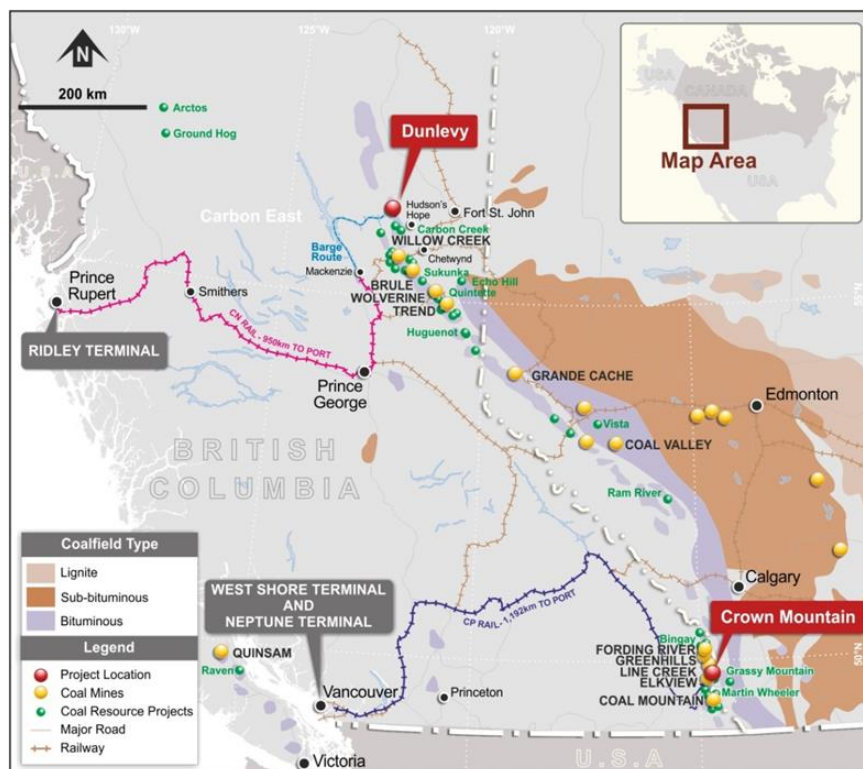 130°W
125°W
120°W
N
200 km
Arctos
Ground Hog
U.S.A
Dunlevy
Hudson's
Hope
Fort St. John
Carbon East
Carbon Creek
WILLOW CREEK
Chetwynd
Barge
Route
Mackenzie
Sukunka
Echo Hill
BRULE
Quintette
WOLVERINE
TREND
Huguenot
Prince
Rupert
Smithers
RIDLEY TERMINAL
CN RAIL - 950km TO PORT
Prince
George
USA
CANADA
USA
Map Area
GRANDE CACHE
Edmonton
Vista
COAL VALLEY
Ram River
BRITISH
COLUMBIA
Calgary
Coalfield Type
Lignite
Sub-bituminous
Bituminous
Legend
Project Location
Coal Mines
Coal Resource Projects
Major Road
Railway
WEST SHORE TERMINAL
AND
NEPTUNE TERMINAL
CP RAIL - 1,192km TO PORT
QUINSAM
Raven
Vancouver
Victoria
Princeton
Crown Mountain
Bingay
FORDING RIVER
GREENHILLS
LINE CREEK
ELKVIEW
COAL MOUNTAIN
Grassy Mountain
Martin Wheeler
50°N
U.S.A